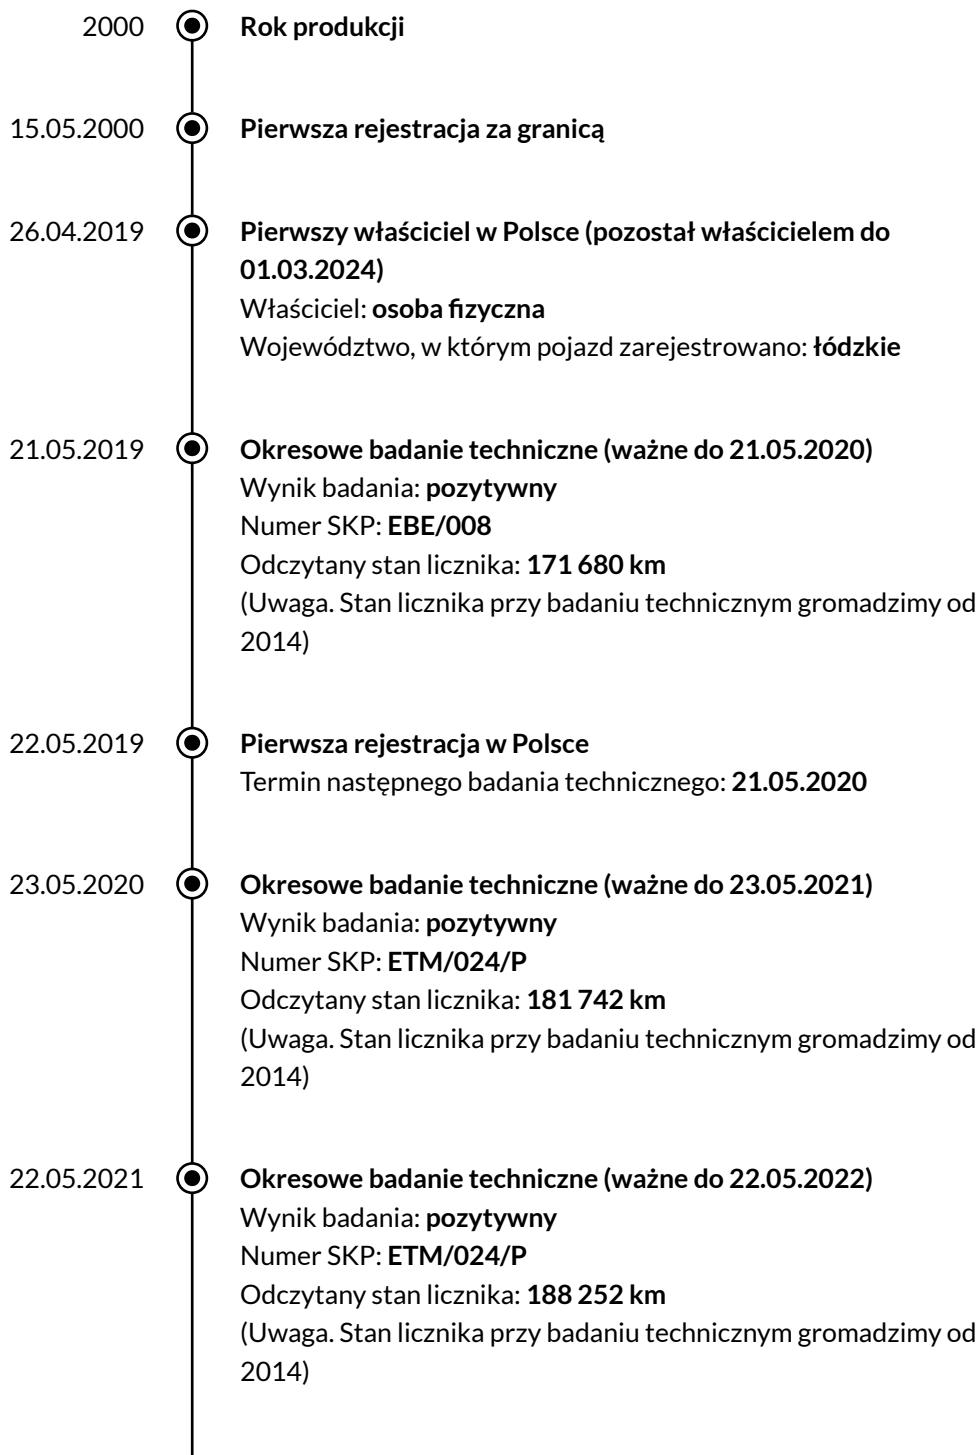 2000 Rok produkcji
15.05.2000 Pierwsza rejestracja za granicą
26.04.2019 Pierwszy właściciel w Polsce (pozostał właścicielem do
01.03.2024)
Właściciel: osoba fizyczna
Województwo, w którym pojazd zarejestrowano: łódzkie
21.05.2019 Okresowe badanie techniczne (ważne do 21.05.2020)
Wynik badania: pozytywny
Numer SKP: EBE/008
Odczytany stan licznika: 171 680 km
(Uwaga. Stan licznika przy badaniu technicznym gromadzimy od
2014)
22.05.2019 Pierwsza rejestracja w Polsce
Termin następnego badania technicznego: 21.05.2020
23.05.2020 Okresowe badanie techniczne (ważne do 23.05.2021)
Wynik badania: pozytywny
Numer SKP: ETM/024/P
Odczytany stan licznika: 181 742 km
(Uwaga. Stan licznika przy badaniu technicznym gromadzimy od
2014)
22.05.2021 Okresowe badanie techniczne (ważne do 22.05.2022)
Wynik badania: pozytywny
Numer SKP: ETM/024/P
Odczytany stan licznika: 188 252 km
(Uwaga. Stan licznika przy badaniu technicznym gromadzimy od
2014)